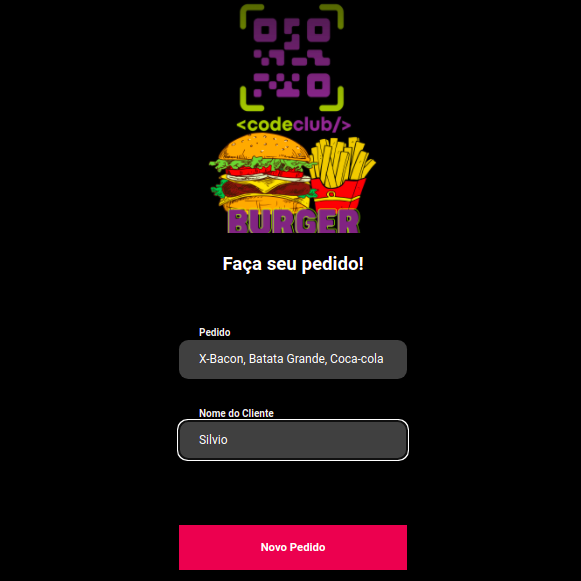 <codeclub/>
BURGER
Faça seu pedido!
Pedido
X-Bacon, Batata Grande, Coca-cola
Nome do Cliente
Silvio
Novo Pedido